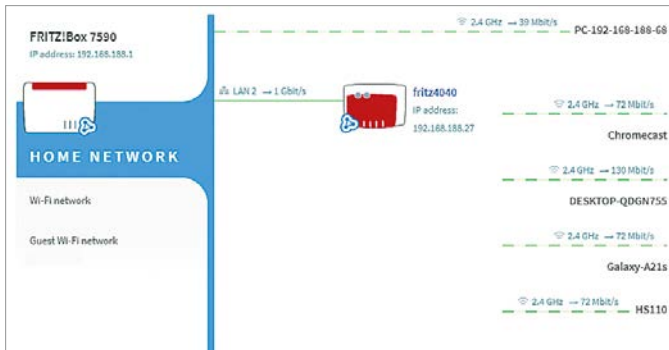 FRITZ!Box 7590
IP address: 192.168.188.1
HOME NETWORK
Wi-Fi network
Guest Wi-Fi network
2.4 GHz → 39 Mbit/s
PC-192-168-188-68
LAN 2 → 1 Gbit/s
fritz4040
IP address:
192.168.188.27
2.4 GHz → 72 Mbit/s
Chromecast
2.4 GHz → 130 Mbit/s
DESKTOP-QDGN755
2.4 GHz → 72 Mbit/s
Galaxy-A21s
2.4 GHz → 72 Mbit/s
HS110